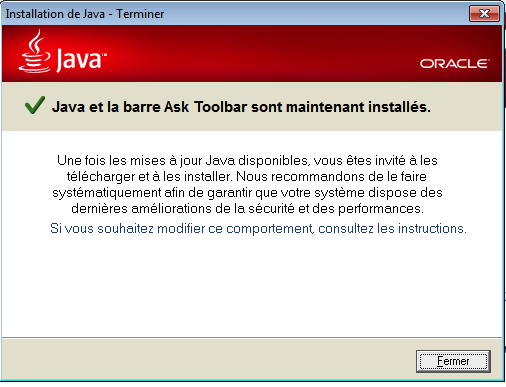 Installation de Java - Terminer
Java™
ORACLE®
Java et la barre Ask Toolbar sont maintenant installés.
Une fois les mises à jour Java disponibles, vous êtes invité à les
télécharger et à les installer. Nous recommandons de le faire
systématiquement afin de garantir que votre système dispose des
dernières améliorations de la sécurité et des performances.
Si vous souhaitez modifier ce comportement, consultez les instructions.
Fermer